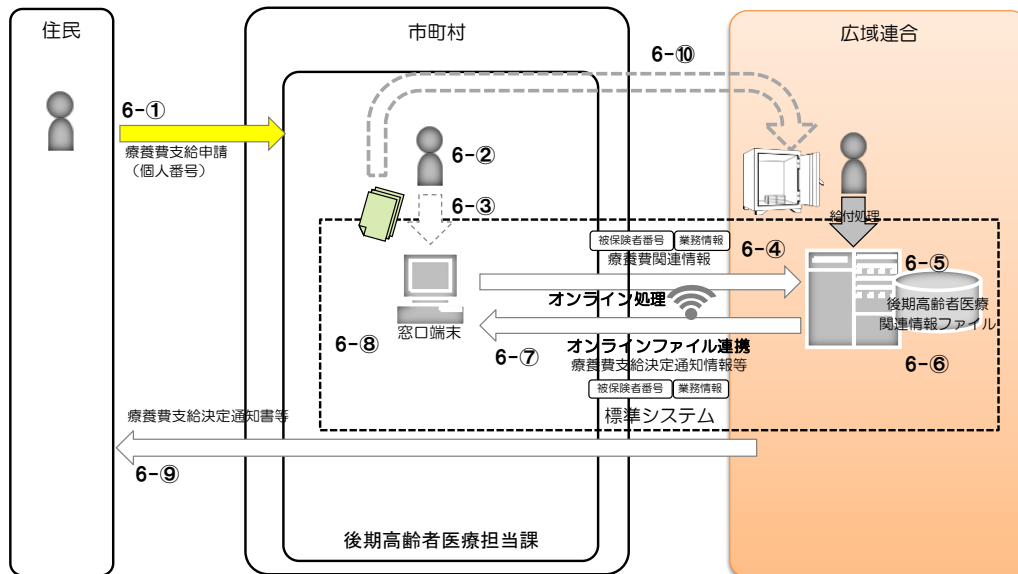 住民
市町村
広域連合
6-⑩
6-①
療養費支給申請
（個人番号）
6-②
6-③
給付処理
被保険者番号 業務情報
療養費関連情報
6-④
6-⑤
オンライン処理
後期高齢者医療
関連情報ファイル
窓口端末
6-⑧
6-⑦
オンラインファイル連携
療養費支給決定通知情報等
6-⑥
被保険者番号 業務情報
標準システム
療養費支給決定通知書等
6-⑨
後期高齢者医療担当課